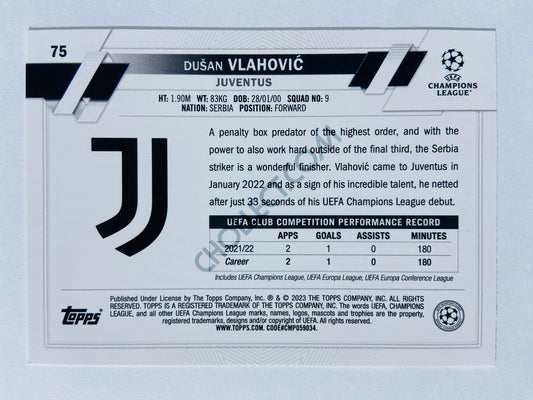 75
DUŠAN VLAHOVIĆ
JUVENTUS
UEFA
CHAMPIONS
LEAGUE™
HT: 1.90M WT: 83KG DOB: 28/01/00 SQUAD NO: 9
NATION: SERBIA POSITION: FORWARD
A penalty box predator of the highest order, and with the
power to also work hard outside of the final third, the Serbia
striker is a wonderful finisher. Vlahović came to Juventus in
January 2022 and as a sign of his incredible talent, he netted
after just 33 seconds of his UEFA Champions League debut.
CHOLLECT.COM
UEFA CLUB COMPETITION PERFORMANCE RECORD
APPS GOALS ASSISTS MINUTES
2021/22 2 1 0 180
Career 2 1 0 180
Includes UEFA Champions League, UEFA Europa League, UEFA Europa Conference League
Topps
Published Under License by The Topps Company, Inc. ® & © 2023 THE TOPPS COMPANY, INC. ALL RIGHTS
RESERVED. TOPPS IS A REGISTERED TRADEMARK OF THE TOPPS COMPANY, INC. The words UEFA, CHAMPIONS
LEAGUE, and all other UEFA Champions League marks, names, logos, mascots and trophies are the property,
registered trademarks, designs and/or copyright of UEFA. All rights reserved.
WWW.TOPPS.COM. CODE#CMP059034.